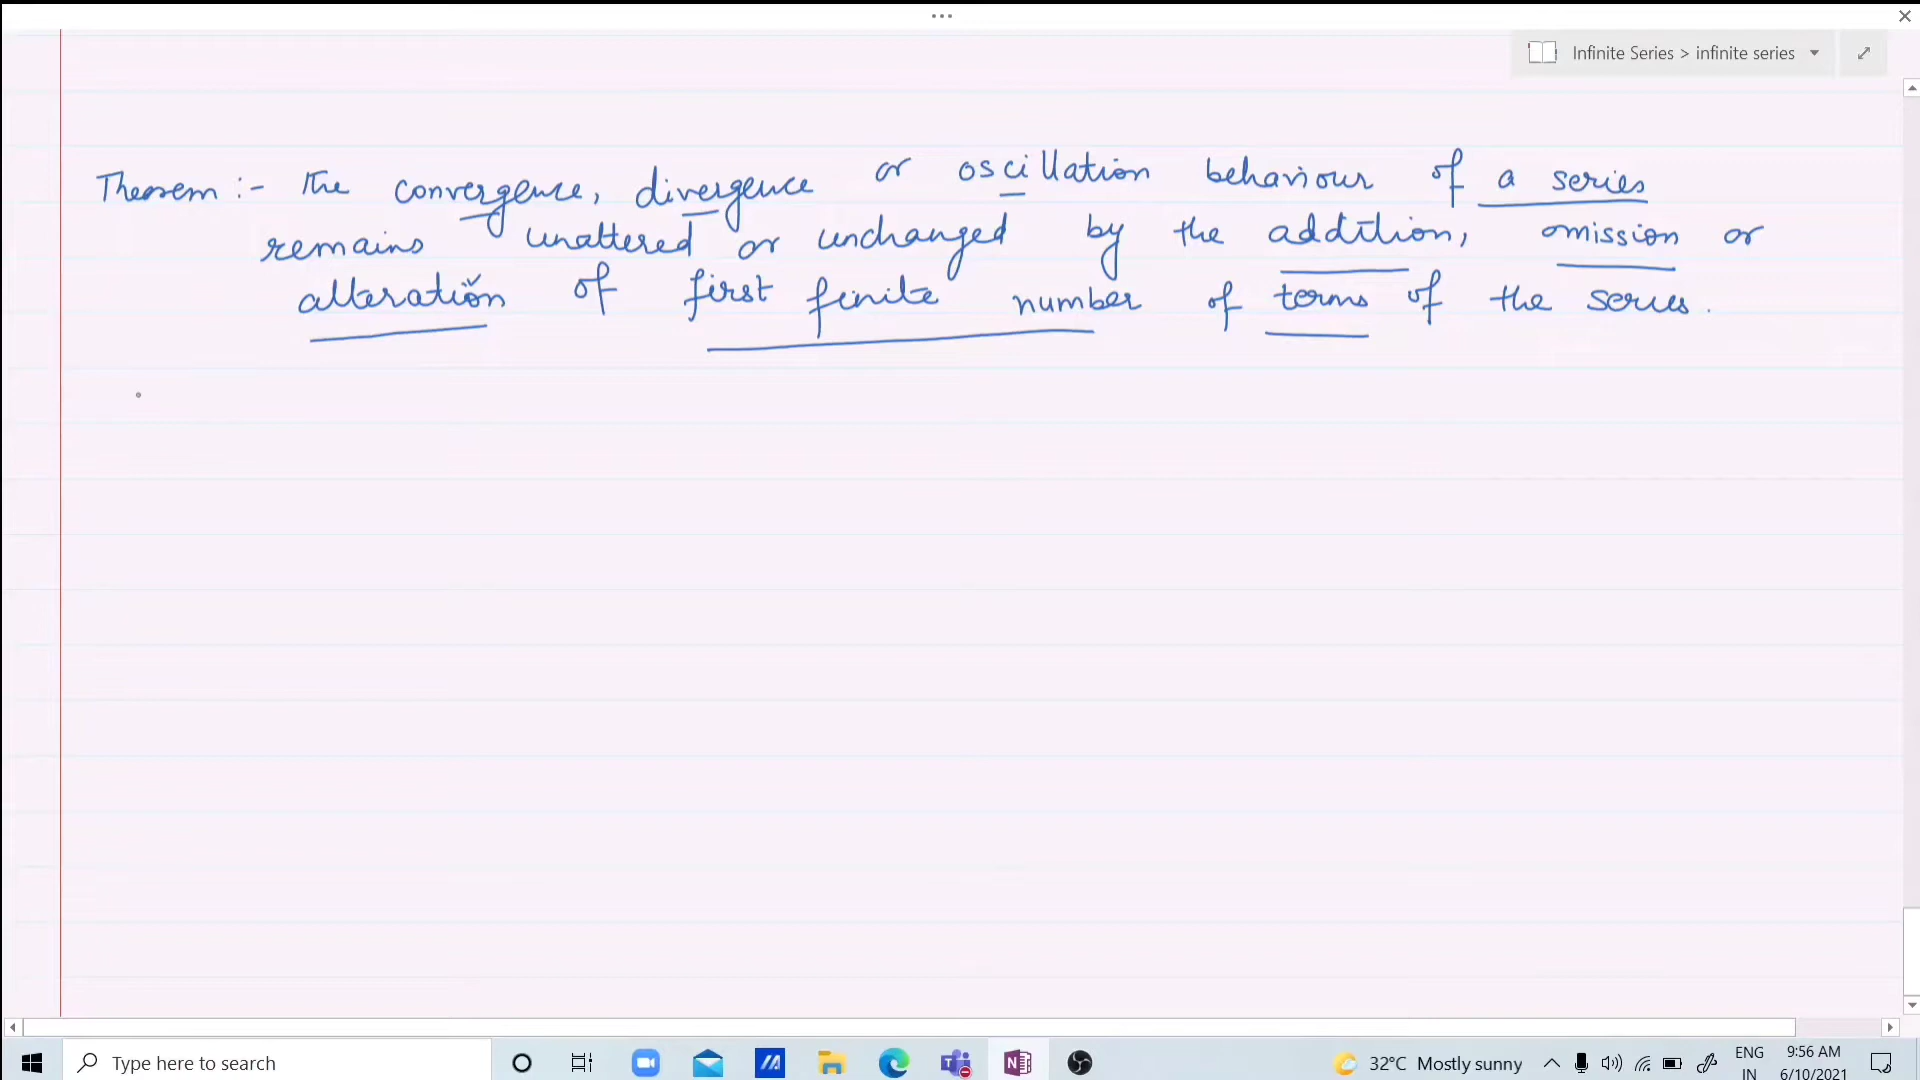 Infinite Series > infinite series
Theorem :- The convergence, divergence or oscillation behaviour of a series
remains unaltered or unchanged by the addition, omission or
alteration of first finite number of terms of the series.
Type here to search
32°C Mostly sunny
ENG
IN
9:56 AM
6/10/2021